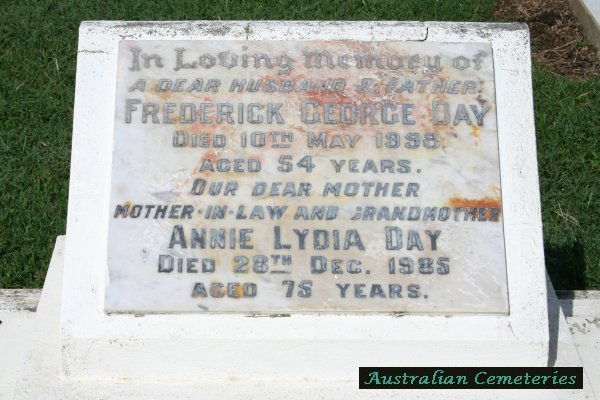 In Loving Memory of
A DEAR HUSBAND & FATHER.
FREDERICK GEORGE DAY
DIED 10TH MAY
AGED 54 YEARS.
OUR DEAR MOTHER
MOTHER-IN-LAW AND GRANDMOTHER
ANNIE LYDIA DAY
DIED 28TH DEC. 1985
AGED 75 YEARS.
Australian Cemeteries